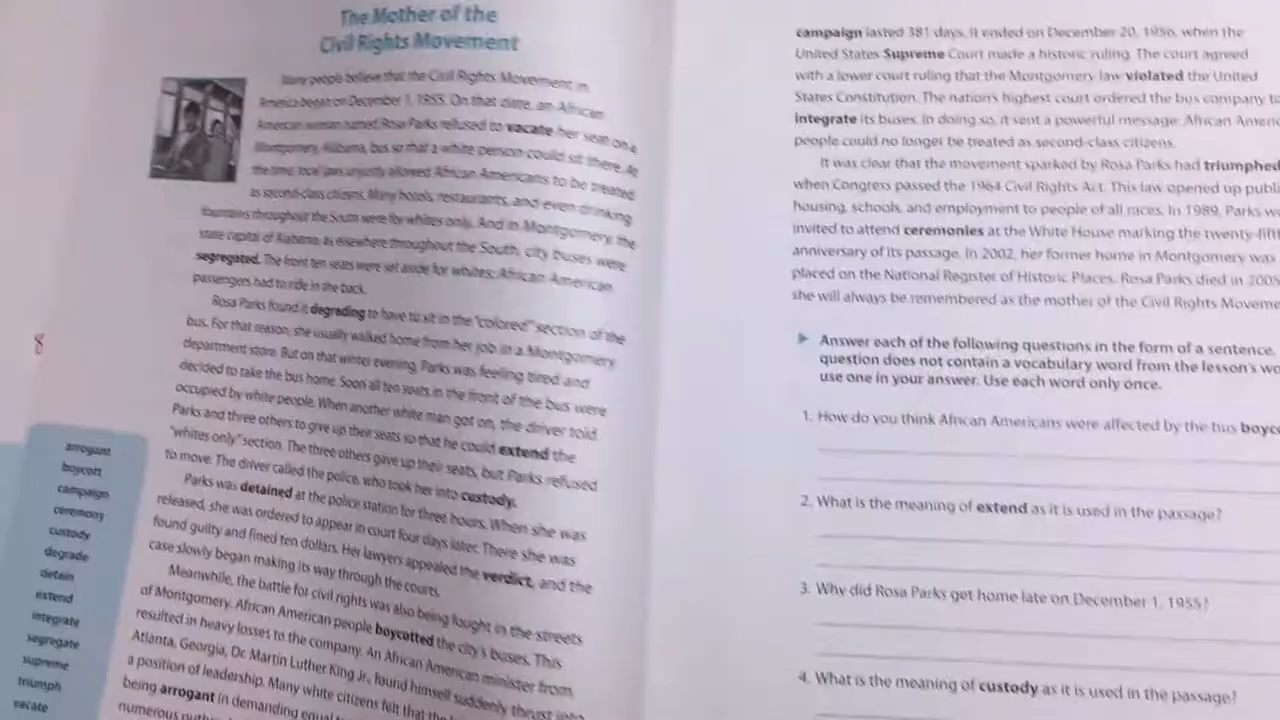 The Mother of the
Civil Rights Movement
Many people believe that the Civil Rights Movement in
America began on December 1, 1955. On that date, an African
American woman named Rosa Parks refused to vacate her seat on a
Montgomery, Alabama, bus so that a white person could sit there. At
the time, local laws unjustly allowed African Americans to be treated
as second-class citizens. Many hotels, restaurants, and even drinking
fountains throughout the South were for whites only. And in Montgomery, the
state capital of Alabama, as elsewhere throughout the South, city buses were
segregated. The front ten seats were set aside for whites; African American
passengers had to ride in the back.
Rosa Parks found it degrading to have to sit in the "colored" section of the
bus. For that reason, she usually walked home from her job in a Montgomery
department store. But on that winter evening, Parks was feeling tired and
decided to take the bus home. Soon all ten seats in the front of the bus were
occupied by white people. When another white man got on, the driver told
Parks and three others to give up their seats so that he could extend the
"whites only" section. The three others gave up their seats, but Parks refused
to move. The driver called the police, who took her into custody.
Parks was detained at the police station for three hours. When she was
released, she was ordered to appear in court four days later. There she was
found guilty and fined ten dollars. Her lawyers appealed the verdict, and the
case slowly began making its way through the courts.
Meanwhile, the battle for civil rights was also being fought in the streets
of Montgomery. African American people boycotted the city's buses. This
resulted in heavy losses to the company. An African American minister from
Atlanta, Georgia, Dr. Martin Luther King Jr., found himself suddenly thrust into
a position of leadership. Many white citizens felt that the
being arrogant in demanding equal
numerous
8
arrogant
boycott
campaign
ceremony
custody
degrade
detain
extend
integrate
segregate
supreme
triumph
vacate
campaign lasted 381 days. It ended on December 20, 1956, when the
United States Supreme Court made a historic ruling. The court agreed
with a lower court ruling that the Montgomery law violated the United
States Constitution. The nation's highest court ordered the bus company to
integrate its buses. In doing so, it sent a powerful message: African Americ
people could no longer be treated as second-class citizens.
It was clear that the movement sparked by Rosa Parks had triumphed
when Congress passed the 1964 Civil Rights Act. This law opened up publi
housing, schools, and employment to people of all races. In 1989, Parks w
invited to attend ceremonies at the White House marking the twenty-fift
anniversary of its passage. In 2002, her former home in Montgomery was
placed on the National Register of Historic Places. Rosa Parks died in 2005
she will always be remembered as the mother of the Civil Rights Moveme
Answer each of the following questions in the form of a sentence.
question does not contain a vocabulary word from the lesson's wo
use one in your answer. Use each word only once.
1. How do you think African Americans were affected by the bus boyco
2. What is the meaning of extend as it is used in the passage?
3. Why did Rosa Parks get home late on December 1, 1955?
4. What is the meaning of custody as it is used in the passage?